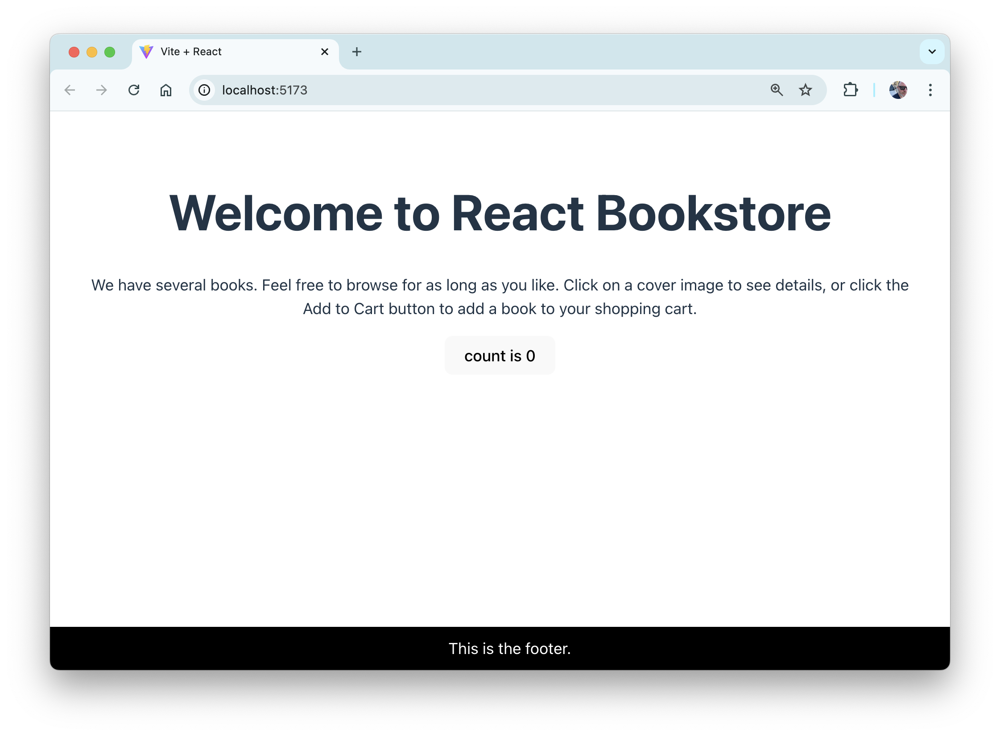 Vite + React
localhost:5173
Welcome to React Bookstore
We have several books. Feel free to browse for as long as you like. Click on a cover image to see details, or click the
Add to Cart button to add a book to your shopping cart.
count is 0
This is the footer.